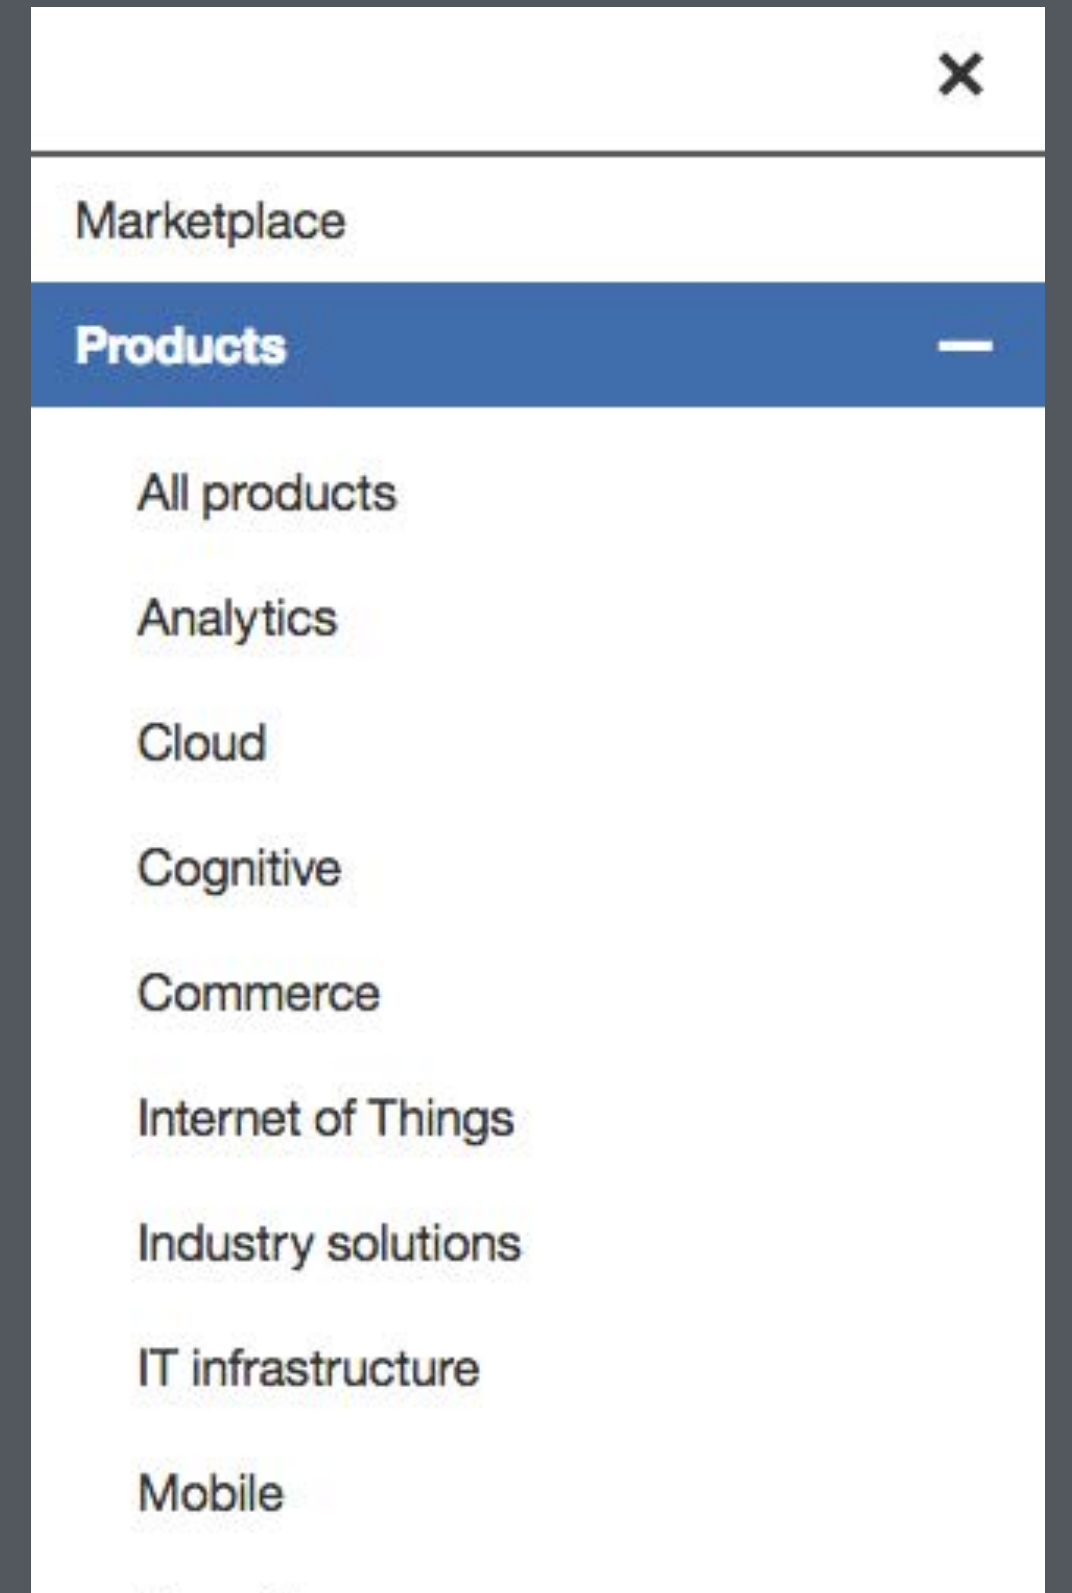 Marketplace
Products
All products
Analytics
Cloud
Cognitive
Commerce
Internet of Things
Industry solutions
IT infrastructure
Mobile